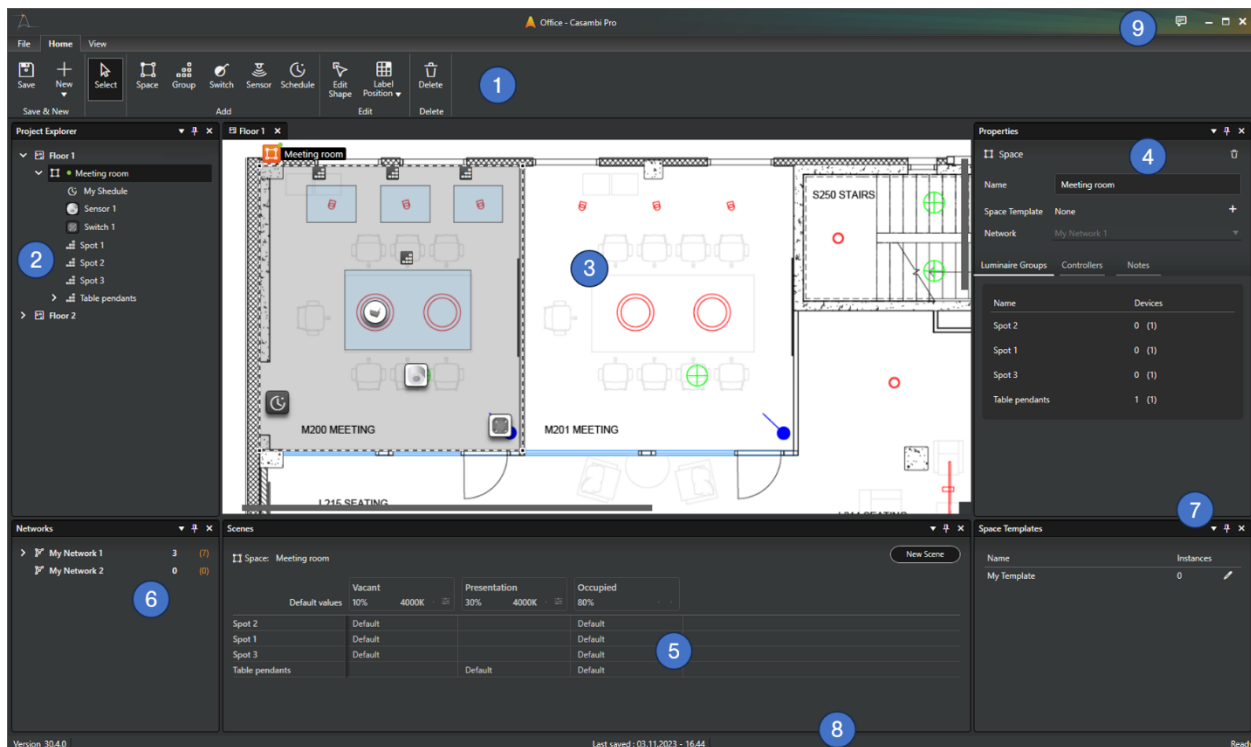 Office - Casambi Pro
9
File Home View
Save New Select Space Group Switch Sensor Schedule Edit Shape Label Position Delete
1
Save & New Add Edit Delete
Project Explorer
Floor 1
Meeting room
My Shedule
Sensor 1
Switch 1
Spot 1
Spot 2
Spot 3
Table pendants
Floor 2
2
Floor 1
Meeting room
S250 STAIRS
3
M200 MEETING
M201 MEETING
L215 SEATING
Properties
4
Space
Name Meeting room
Space Template None
Network My Network 1
Luminaire Groups Controllers Notes
Name Devices
Spot 2 0 (1)
Spot 1 0 (1)
Spot 3 0 (1)
Table pendants 1 (1)
Networks
My Network 1 3 (7)
My Network 2 0 (0)
6
Scenes
Space: Meeting room
New Scene
Vacant Presentation Occupied
Default values 10% 4000K 30% 4000K 80%
Spot 2 Default Default
Spot 1 Default Default
Spot 3 Default Default
Table pendants Default Default
5
7
Space Templates
Name Instances
My Template 0
8
Version 30.4.0
Last saved : 03.11.2023 - 16.44
Ready